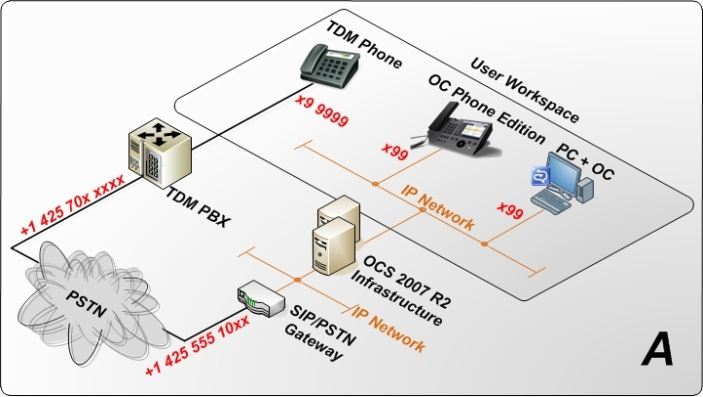 TDM Phone
User Workspace
OC Phone Edition
x9 9999
PC + OC
x99
x99
IP Network
TDM PBX
+1 425 70x xxxx
OCS 2007 R2
Infrastructure
PSTN
SIP/PSTN
Gateway
IP Network
+1 425 555 10xx
A